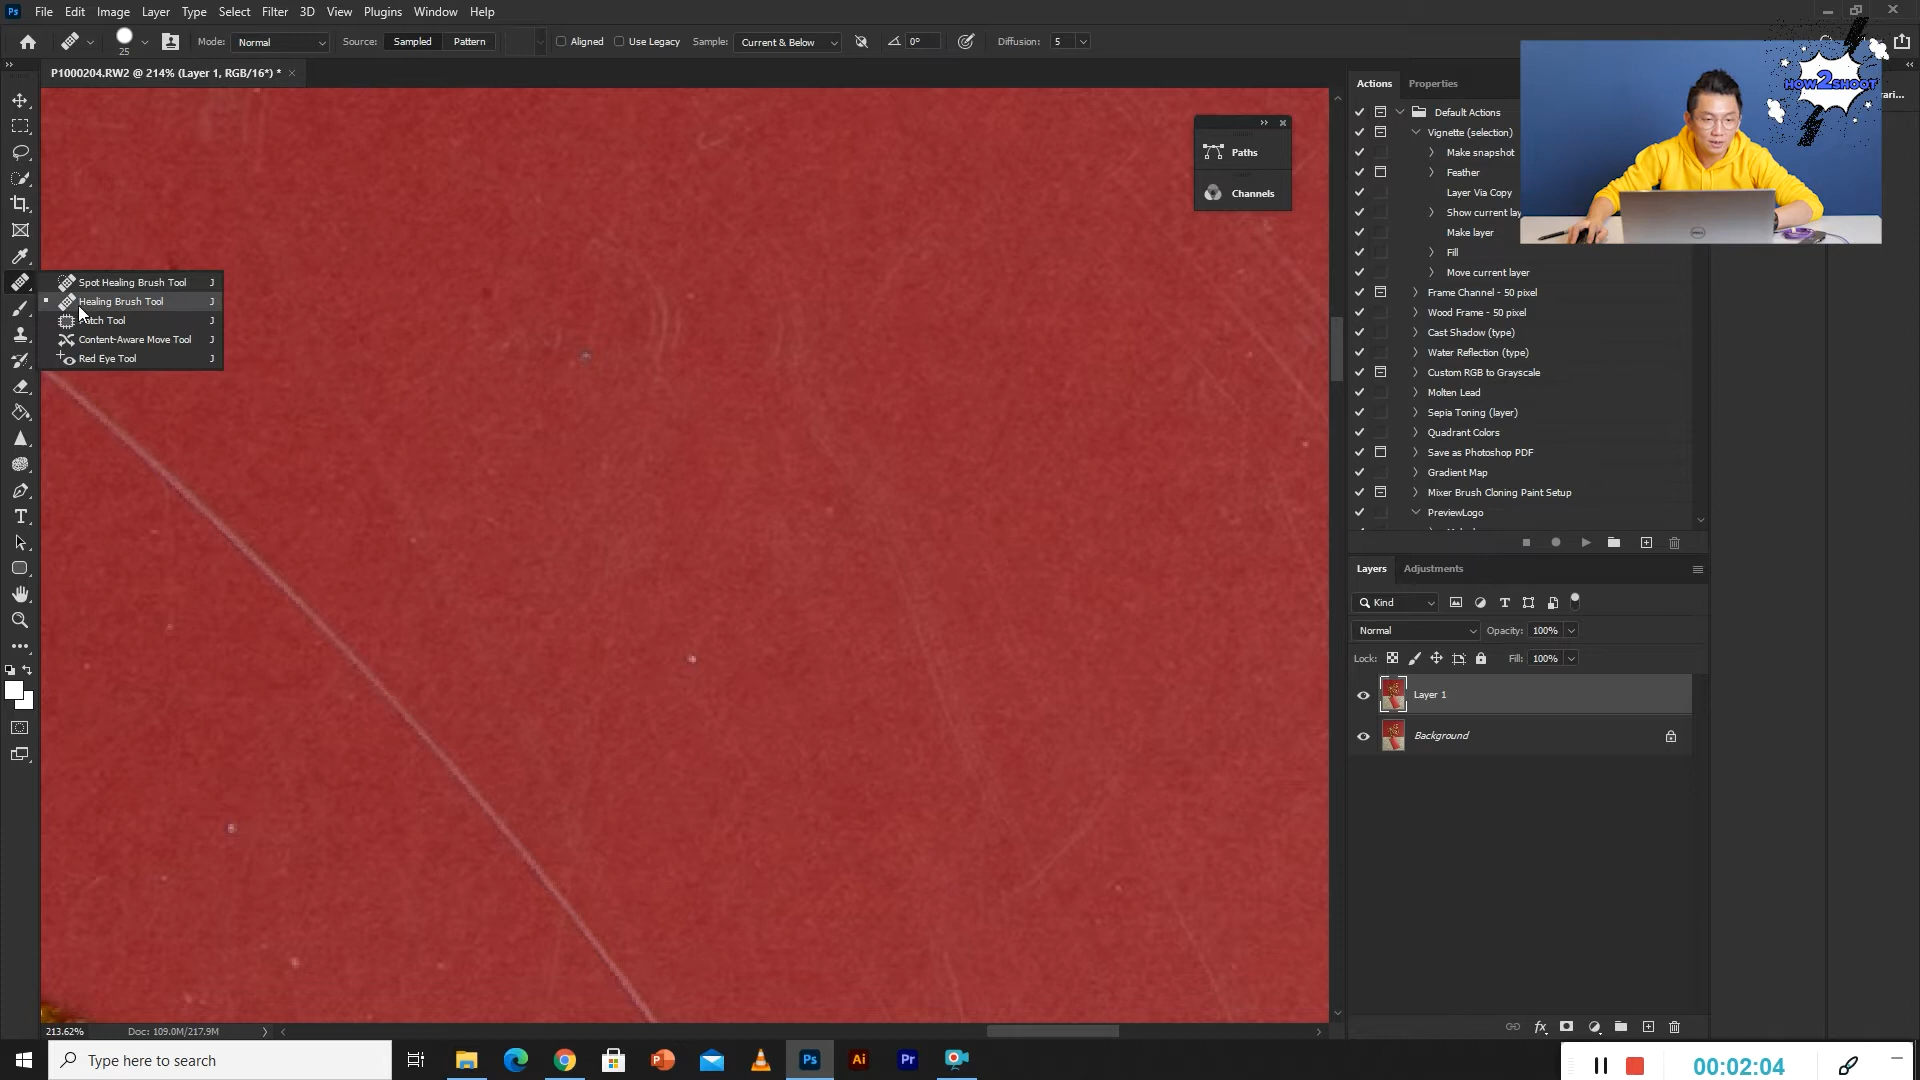 Ps File Edit Image Layer Type Select Filter 3D View Plugins Window Help
25 Mode: Normal Source: Sampled Pattern Aligned Use Legacy Sample: Current & Below 0° Diffusion: 5
P1000204.RW2 @ 214% (Layer 1, RGB/16*) *
HOW2SHOOT
Paths
Channels
Spot Healing Brush Tool J
Healing Brush Tool J
Tool J
Content-Aware Move Tool J
Red Eye Tool J
Actions Properties
Default Actions
Vignette (selection)
Make snapshot
Feather
Layer Via Copy
Show current lay
Make layer
Fill
Move current layer
Frame Channel - 50 pixel
Wood Frame - 50 pixel
Cast Shadow (type)
Water Reflection (type)
Custom RGB to Grayscale
Molten Lead
Sepia Toning (layer)
Quadrant Colors
Save as Photoshop PDF
Gradient Map
Mixer Brush Cloning Paint Setup
PreviewLogo
Layers Adjustments
Kind
Normal Opacity: 100%
Lock: Fill: 100%
Layer 1
Background
fx
213.62% Doc: 109.0M/217.9M
Type here to search
Ps Ai Pr
00:02:04